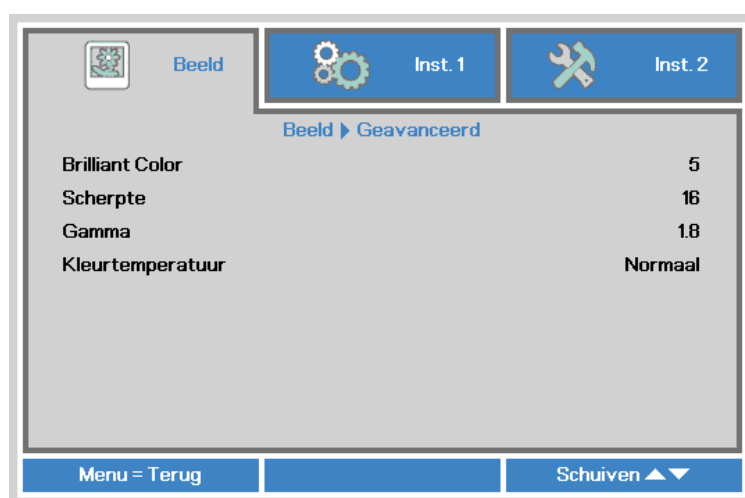 Beeld Inst. 1 Inst. 2
Beeld Geavanceerd
Brilliant Color 5
Scherpte 16
Gamma 1.8
Kleurtemperatuur Normaal
Menu = Terug Schuiven